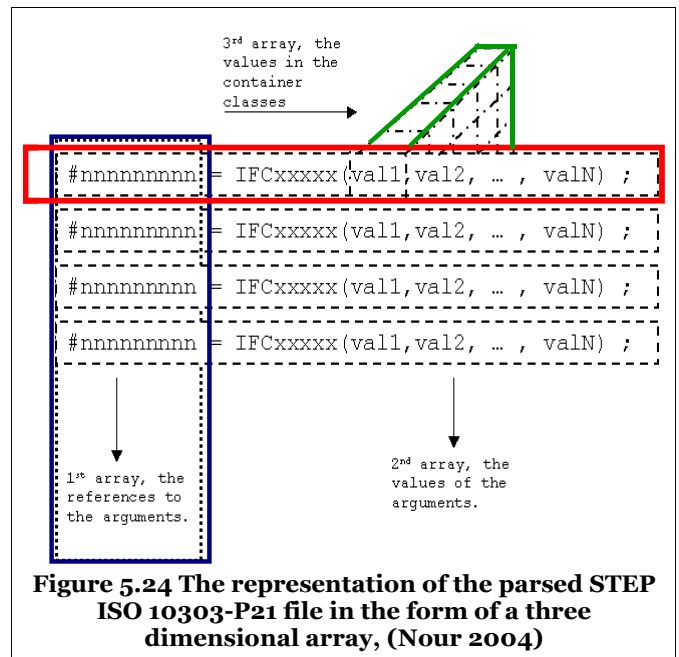 3rd array, the
values in the
container
classes
#nnnnnnnnn = IFCxxxxx(val1,val2, … , valN) ;
#nnnnnnnnn = IFCxxxxx(val1,val2, … , valN) ;
#nnnnnnnnn = IFCxxxxx(val1,val2, … , valN) ;
#nnnnnnnnn = IFCxxxxx(val1,val2, … , valN) ;
1st array, the
references to
the arguments.
2nd array, the
values of the
arguments.
Figure 5.24 The representation of the parsed STEP
ISO 10303-P21 file in the form of a three
dimensional array, (Nour 2004)